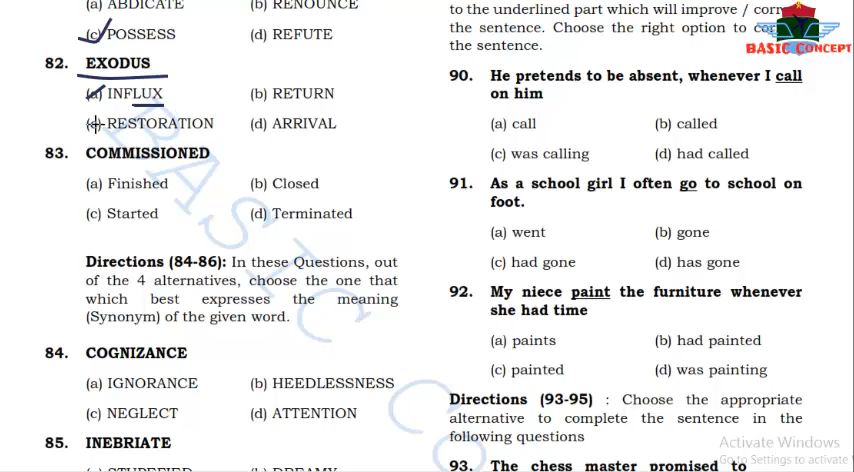 (a) ABDICATE (b) RENOUNCE
(c) POSSESS (d) REFUTE
82. EXODUS
(a) INFLUX (b) RETURN
(c) RESTORATION (d) ARRIVAL
83. COMMISSIONED
(a) Finished (b) Closed
(c) Started (d) Terminated
Directions (84-86): In these Questions, out
of the 4 alternatives, choose the one that
which best expresses the meaning
(Synonym) of the given word.
84. COGNIZANCE
(a) IGNORANCE (b) HEEDLESSNESS
(c) NEGLECT (d) ATTENTION
85. INEBRIATE
(a) STUPEFIED (b) DREAMY
to the underlined part which will improve / corr
the sentence. Choose the right option to cor
the sentence.
90. He pretends to be absent, whenever I call
on him
(a) call (b) called
(c) was calling (d) had called
91. As a school girl I often go to school on
foot.
(a) went (b) gone
(c) had gone (d) has gone
92. My niece paint the furniture whenever
she had time
(a) paints (b) had painted
(c) painted (d) was painting
Directions (93-95) : Choose the appropriate
alternative to complete the sentence in the
following questions
93. The chess master promised to
BASIC CONCEPT
BASIC CO
Activate Windows
Go to Settings to activate